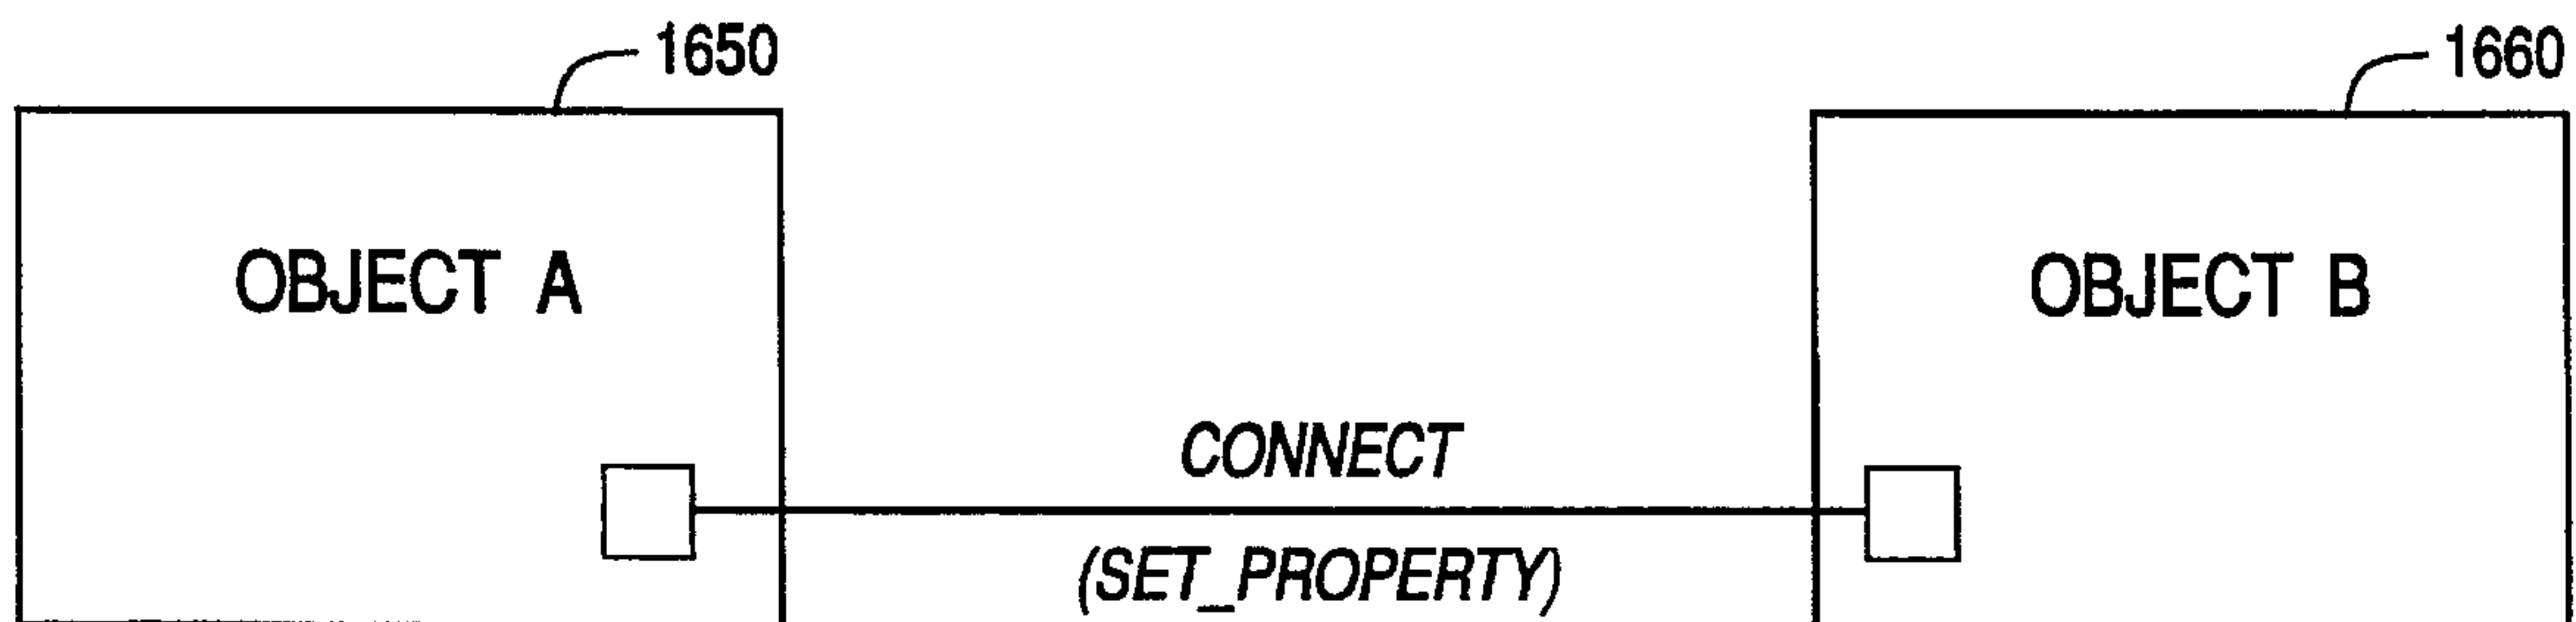 1650
1660
OBJECT A
OBJECT B
CONNECT
(SET_PROPERTY)